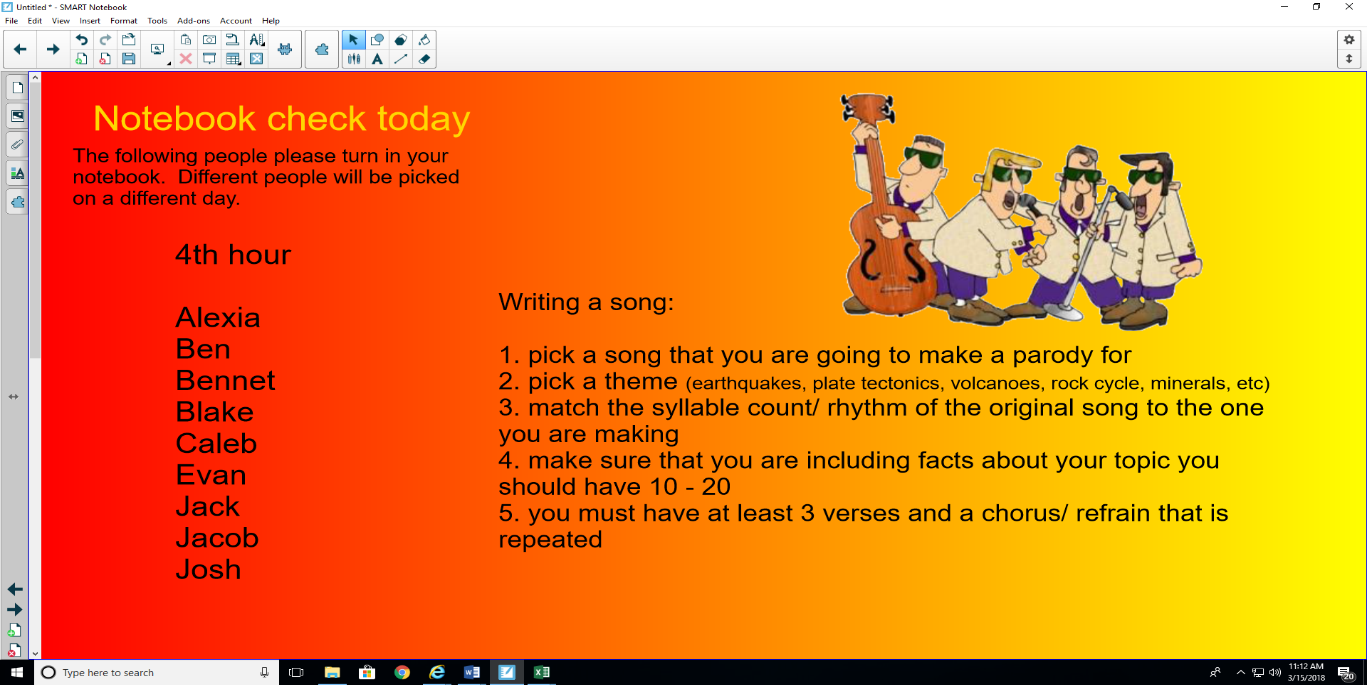 Untitled * - SMART Notebook
File Edit View Insert Format Tools Add-ons Account Help
Notebook check today
The following people please turn in your
notebook.  Different people will be picked
on a different day.
4th hour
Alexia
Ben
Bennet
Blake
Caleb
Evan
Jack
Jacob
Josh
Writing a song:
1. pick a song that you are going to make a parody for
2. pick a theme (earthquakes, plate tectonics, volcanoes, rock cycle, minerals, etc)
3. match the syllable count/ rhythm of the original song to the one
you are making
4. make sure that you are including facts about your topic you
should have 10 - 20
5. you must have at least 3 verses and a chorus/ refrain that is
repeated
Type here to search
11:12 AM
3/15/2018
20